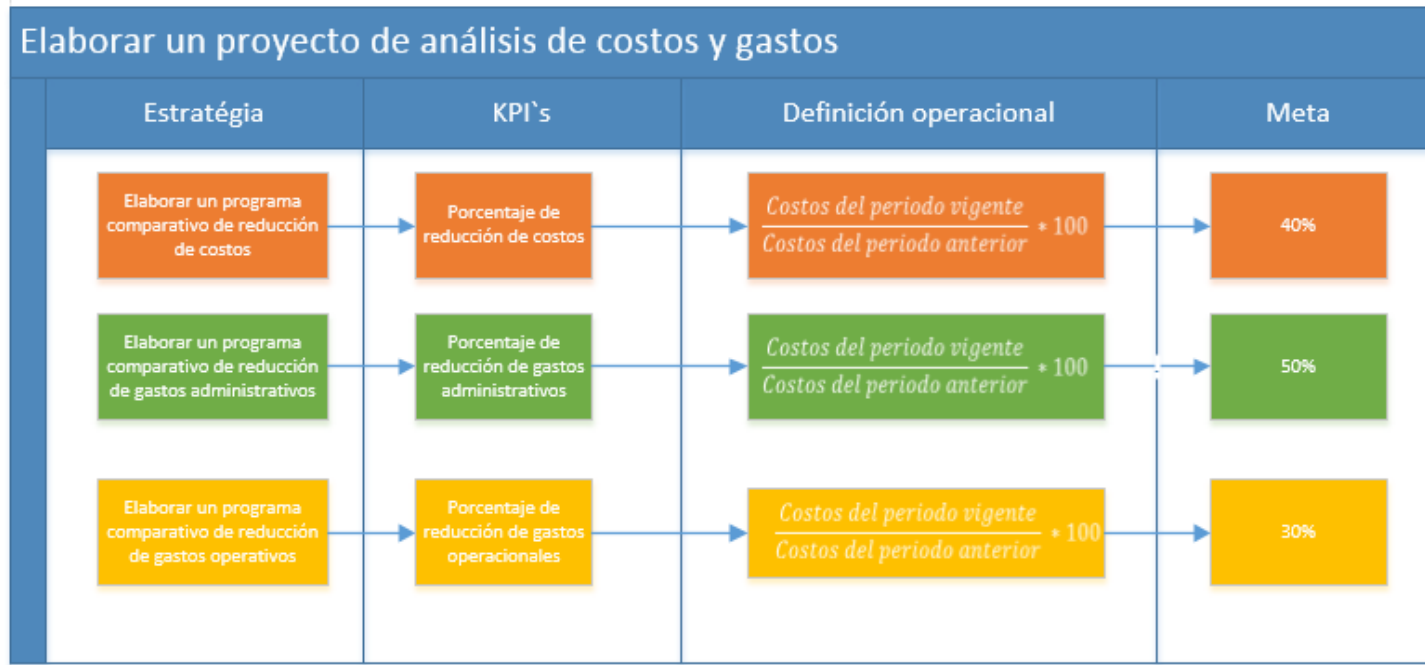 Elaborar un proyecto de análisis de costos y gastos
Estratégia
KPI`s
Definición operacional
Meta
Elaborar un programa
comparativo de reducción
de costos
Porcentaje de
reducción de costos
Costos del periodo vigente
Costos del periodo anterior
* 100
40%
Elaborar un programa
comparativo de reducción
de gastos administrativos
Porcentaje de
reducción de gastos
administrativos
Costos del periodo vigente
Costos del periodo anterior
* 100
50%
Elaborar un programa
comparativo de reducción
de gastos operativos
Porcentaje de
reducción de gastos
operacionales
Costos del periodo vigente
Costos del periodo anterior
* 100
30%